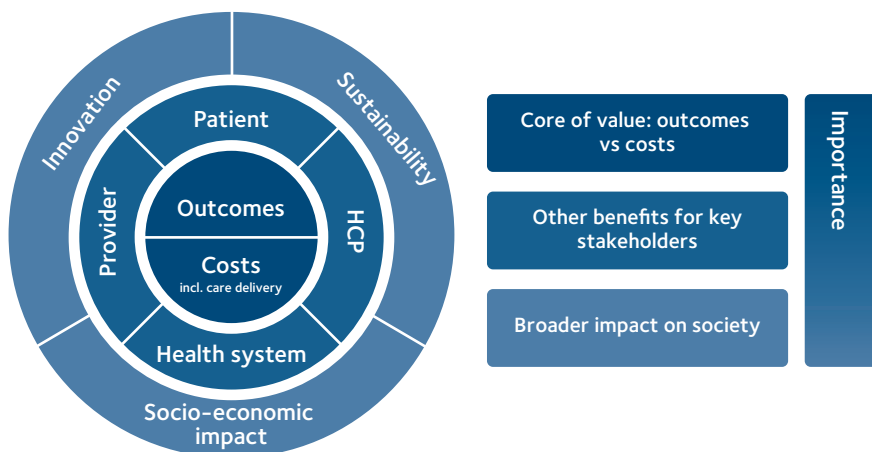 Innovation
Sustainability
Patient
Provider
HCP
Outcomes
Costs
incl. care delivery
Health system
Socio-economic
impact
Core of value: outcomes
vs costs
Other benefits for key
stakeholders
Broader impact on society
Importance